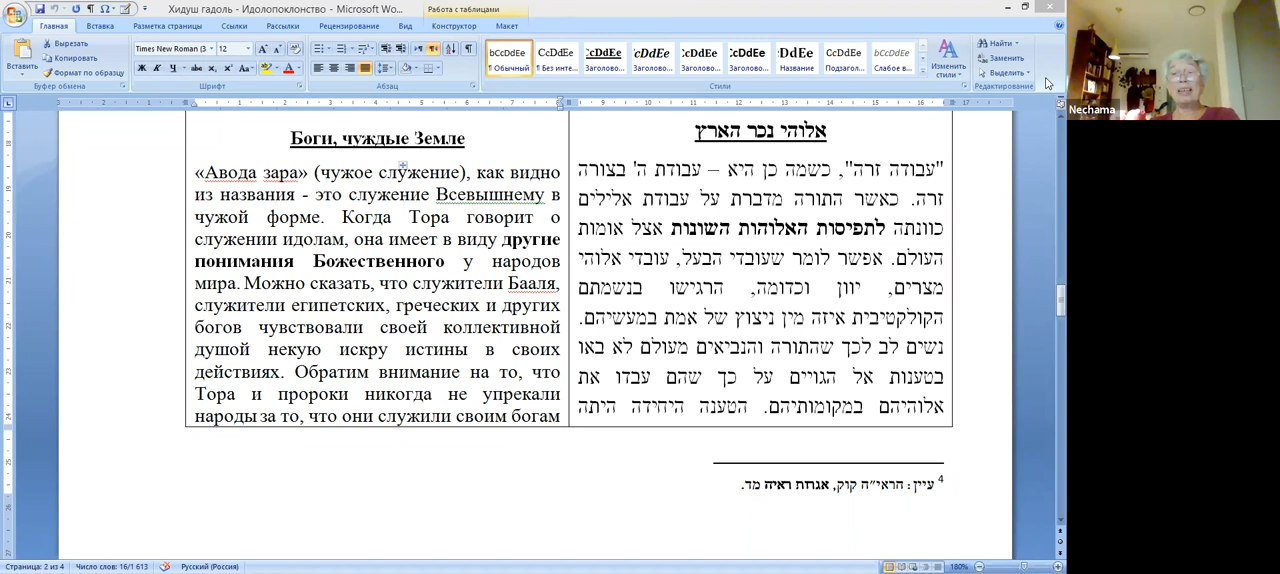 Хидуш гадоль - Идолопоклонство - Microsoft Wo...
Работа с таблицами
Главная Вставка Разметка страницы Ссылки Рассылки Рецензирование Вид Конструктор Макет
Вставить
Вырезать
Копировать
Формат по образцу
Буфер обмена
Times New Roman (З 12
Шрифт
Абзац
Обычный
Без инте...
Заголово...
Заголово...
Заголово...
Заголово...
Название
Подзагол...
Слабое в...
Стили
Изменить стили
Найти
Заменить
Выделить
Редактирование
Nechama
Боги, чуждые Земле
«Авода зара» (чужое служение), как видно
из названия - это служение Всевышнему в
чужой форме. Когда Тора говорит о
служении идолам, она имеет в виду другие
понимания Божественного у народов
мира. Можно сказать, что служители Бааля,
служители египетских, греческих и других
богов чувствовали своей коллективной
душой некую искру истины в своих
действиях. Обратим внимание на то, что
Тора и пророки никогда не упрекали
народы за то, что они служили своим богам
אלוהי נכר הארץ
"עבודה זרה", כשמה כן היא – עבודת ה' בצורה
זרה. כאשר התורה מדברת על עבודת אלילים
כוונתה לתפיסות האלוהות השונות אצל אומות
העולם. אפשר לומר שעובדי הבעל, עובדי אלוהי
מצרים, יוון וכדומה, הרגישו בנשמתם
הקולקטיבית איזה מין ניצוץ של אמת במעשיהם.
נשים לב לכך שהתורה והנביאים מעולם לא באו
בטענות אל הגויים על כך שהם עבדו את
אלוהיהם במקומותיהם. הטענה היחידה היתה
4 עיין: הראי״ה קוק, אגרות ראיה מד.
Страница: 2 из 4 Число слов: 16/1 613 Русский (Россия) 180%